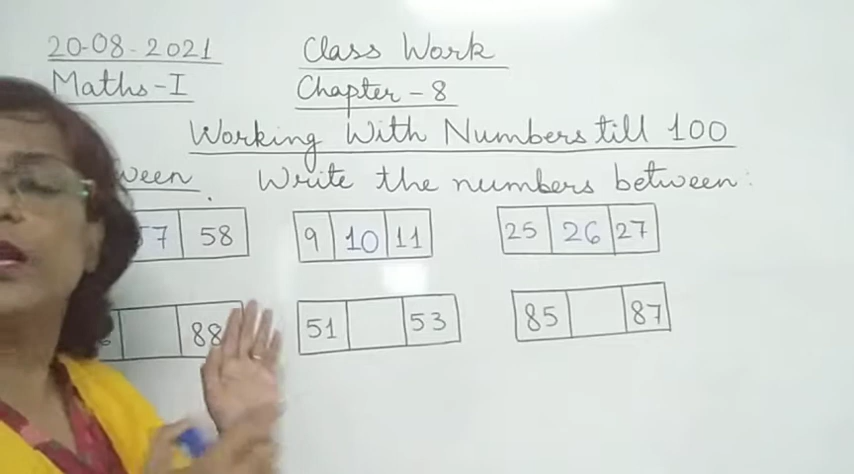 20-08-2021 Class Work
Maths-I Chapter-8
Working With Numbers till 100
Write the numbers between:
58 9 10 11 25 26 27
88 51 53 85 87